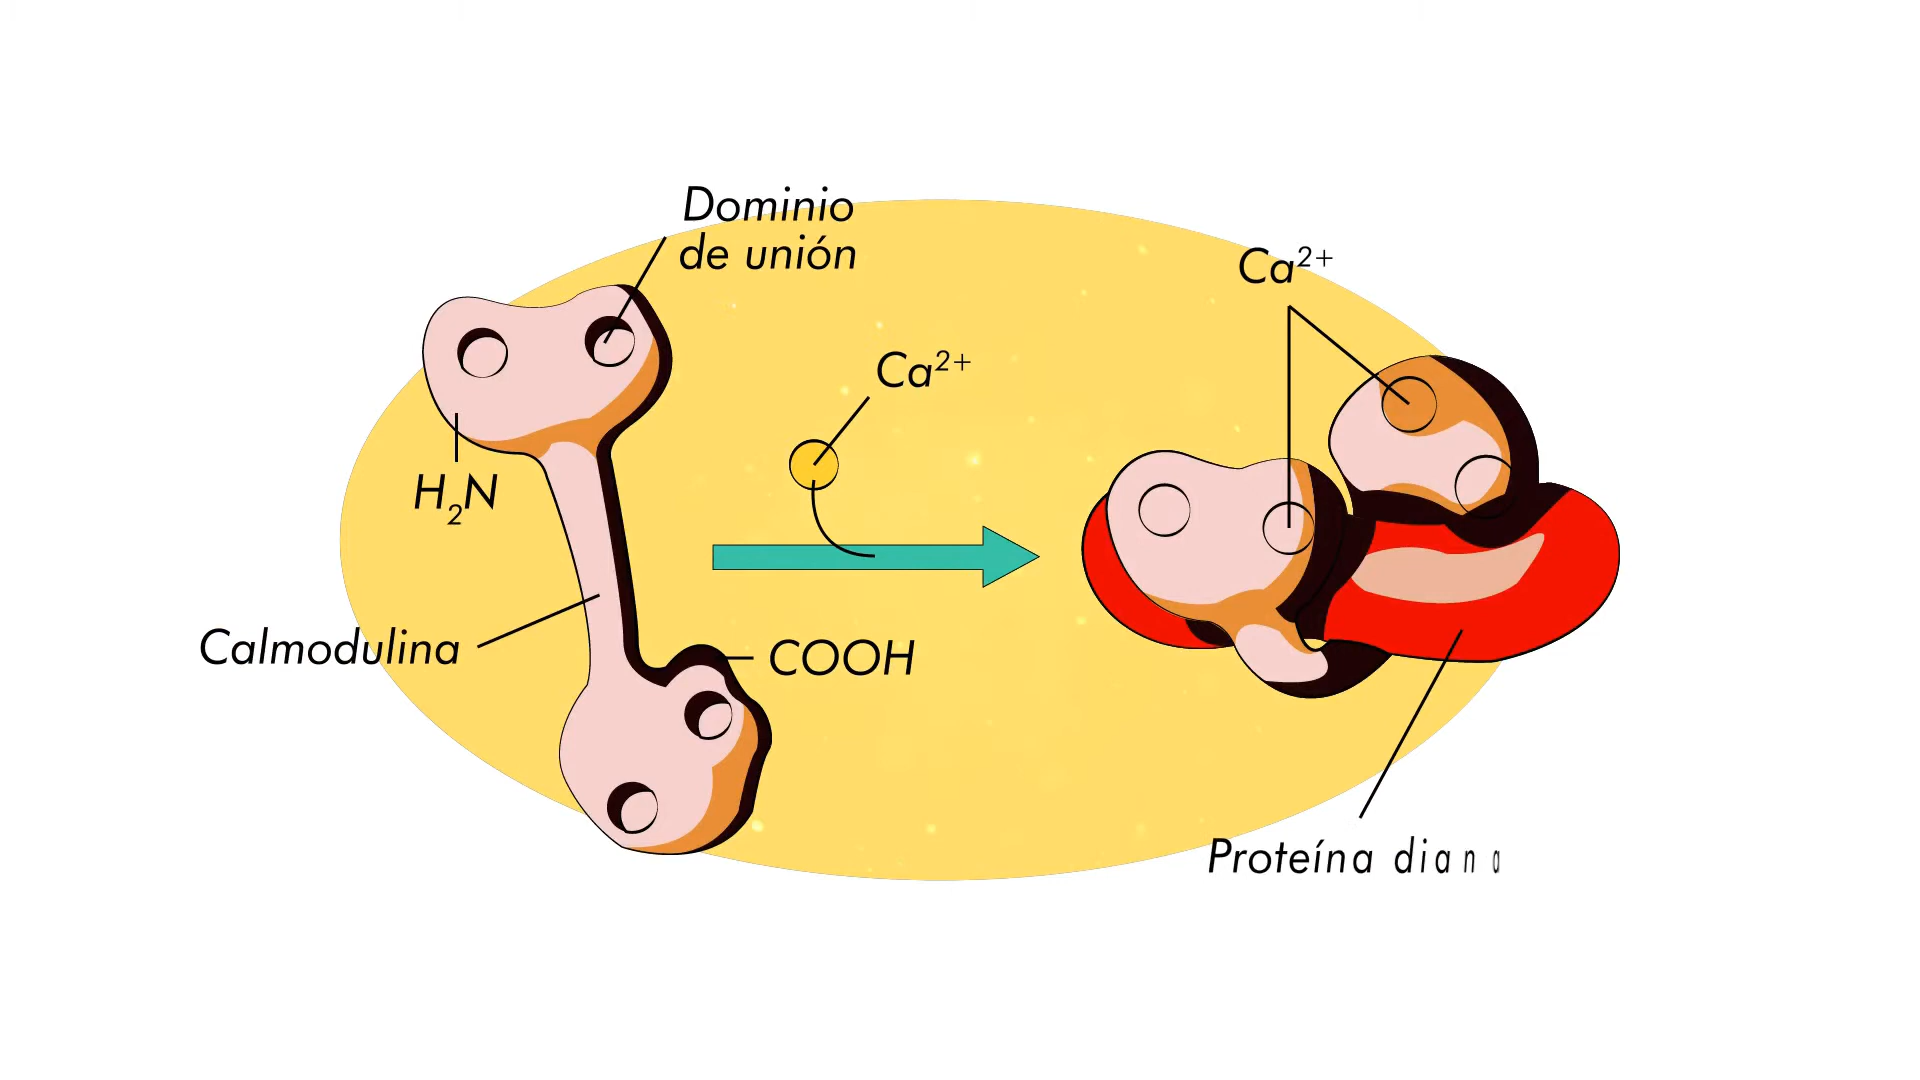 Dominio
de unión
Ca²⁺
Ca²⁺
H₂N
Calmodulina
COOH
Proteína diana